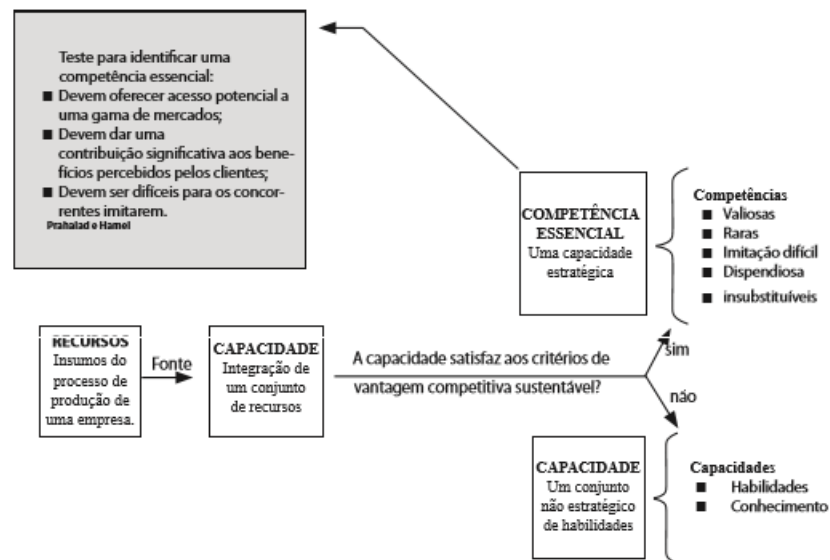 Teste para identificar uma
competência essencial:
■ Devem oferecer acesso potencial a
uma gama de mercados;
■ Devem dar uma
contribuição significativa aos bene-
fícios percebidos pelos clientes;
■ Devem ser difíceis para os concor-
rentes imitarem.
Prahalad e Hamel
COMPETÊNCIA
ESSENCIAL
Uma capacidade
estratégica
Competências
■ Valiosas
■ Raras
■ Imitação difícil
■ Dispendiosa
■ insubstituíveis
RECURSOS
Insumos do
processo de
produção de
uma empresa.
Fonte
CAPACIDADE
Integração de
um conjunto
de recursos
A capacidade satisfaz aos critérios de
vantagem competitiva sustentável?
sim
não
CAPACIDADE
Um conjunto
não estratégico
de habilidades
Capacidades
■ Habilidades
■ Conhecimento